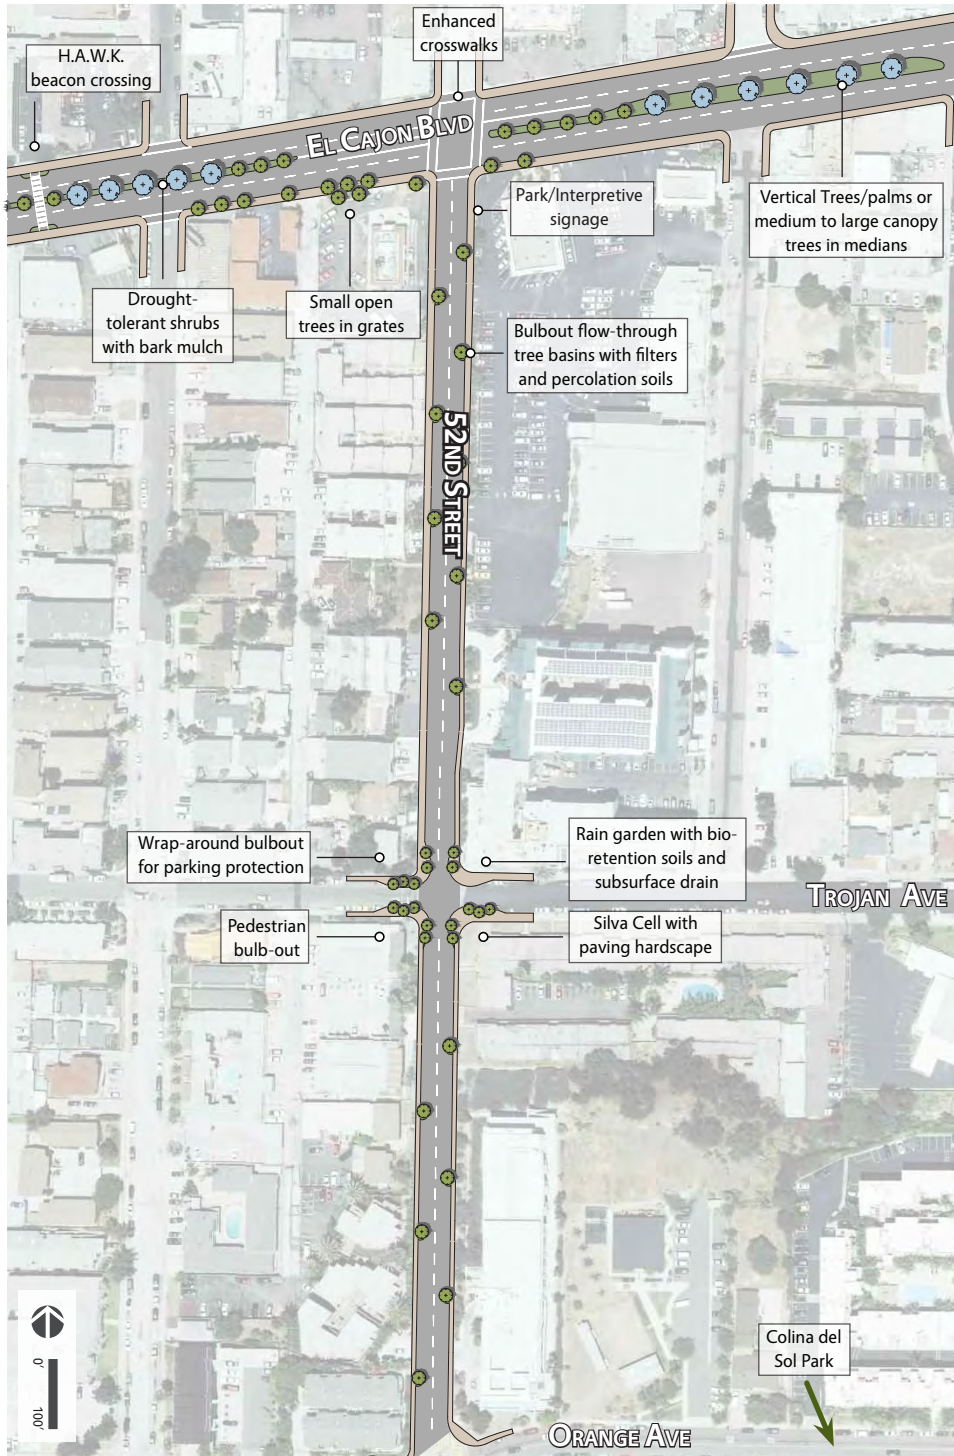 Enhanced
crosswalks
H.A.W.K.
beacon crossing
EL CAJON BLVD
Park/Interpretive
signage
Vertical Trees/palms or
medium to large canopy
trees in medians
Drought-
tolerant shrubs
with bark mulch
Small open
trees in grates
Bulbout flow-through
tree basins with filters
and percolation soils
52ND STREET
Wrap-around bulbout
for parking protection
Rain garden with bio-
retention soils and
subsurface drain
TROJAN AVE
Pedestrian
bulb-out
Silva Cell with
paving hardscape
Colina del
Sol Park
0'
100'
ORANGE AVE